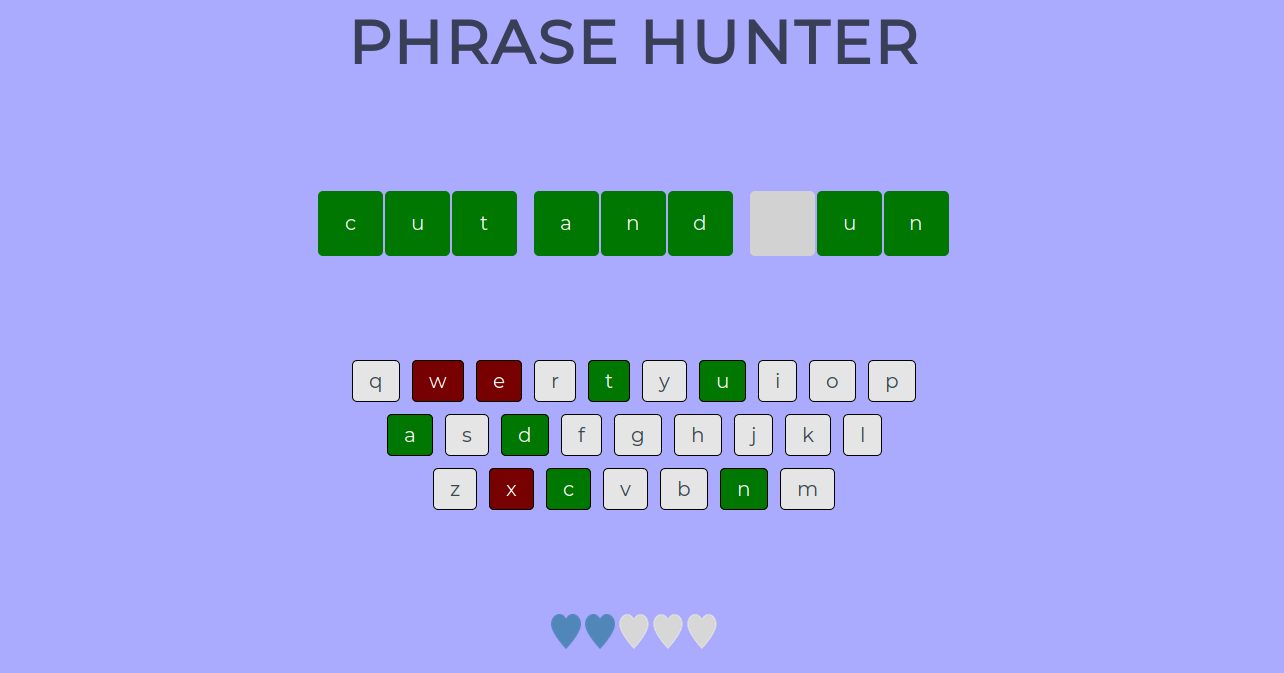 PHRASE HUNTER
c u t a n d u n
q w e r t y u i o p
a s d f g h j k l
z x c v b n m